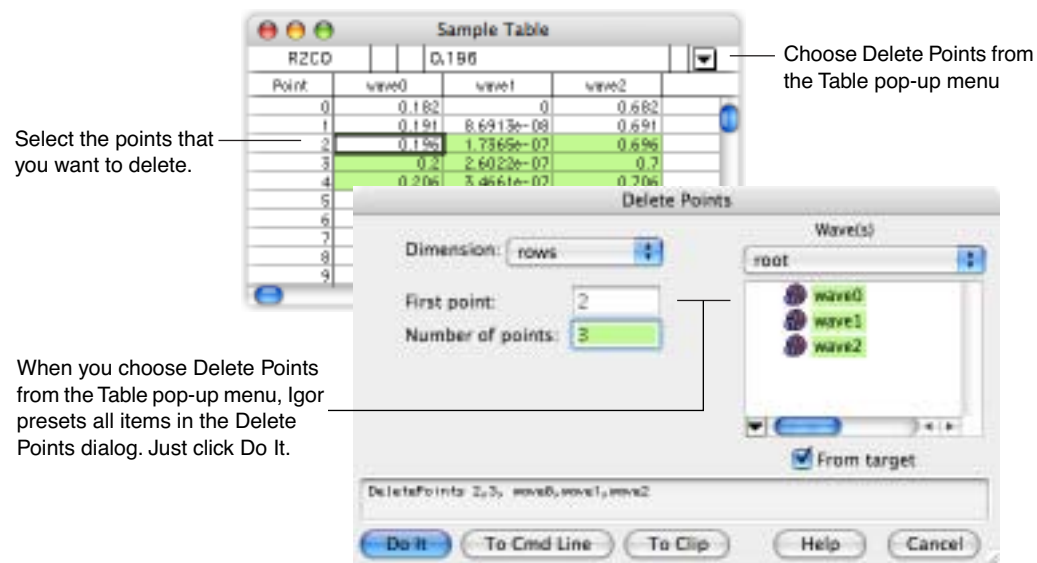 Sample Table
R2C0 0.196
Choose Delete Points from
the Table pop-up menu
Point wave0 wave1 wave2
0 0.182 0 0.682
1 0.191 8.6913e-08 0.691
2 0.196 1.7365e-07 0.696
3 0.2 2.6022e-07 0.7
4 0.206 3.4661e-07 0.706
5
6
7
8
9
Select the points that
you want to delete.
Delete Points
Dimension: rows
First point: 2
Number of points: 3
Wave(s)
root
wave0
wave1
wave2
From target
When you choose Delete Points
from the Table pop-up menu, Igor
presets all items in the Delete
Points dialog. Just click Do It.
DeletePoints 2,3, wave0,wave1,wave2
Do It To Cmd Line To Clip Help Cancel